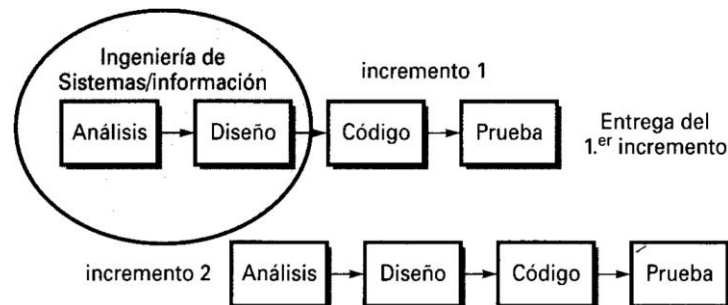 Ingeniería de
Sistemas/información
incremento 1
Análisis
Diseño
Código
Prueba
Entrega del
1.er incremento
incremento 2
Análisis
Diseño
Código
Prueba